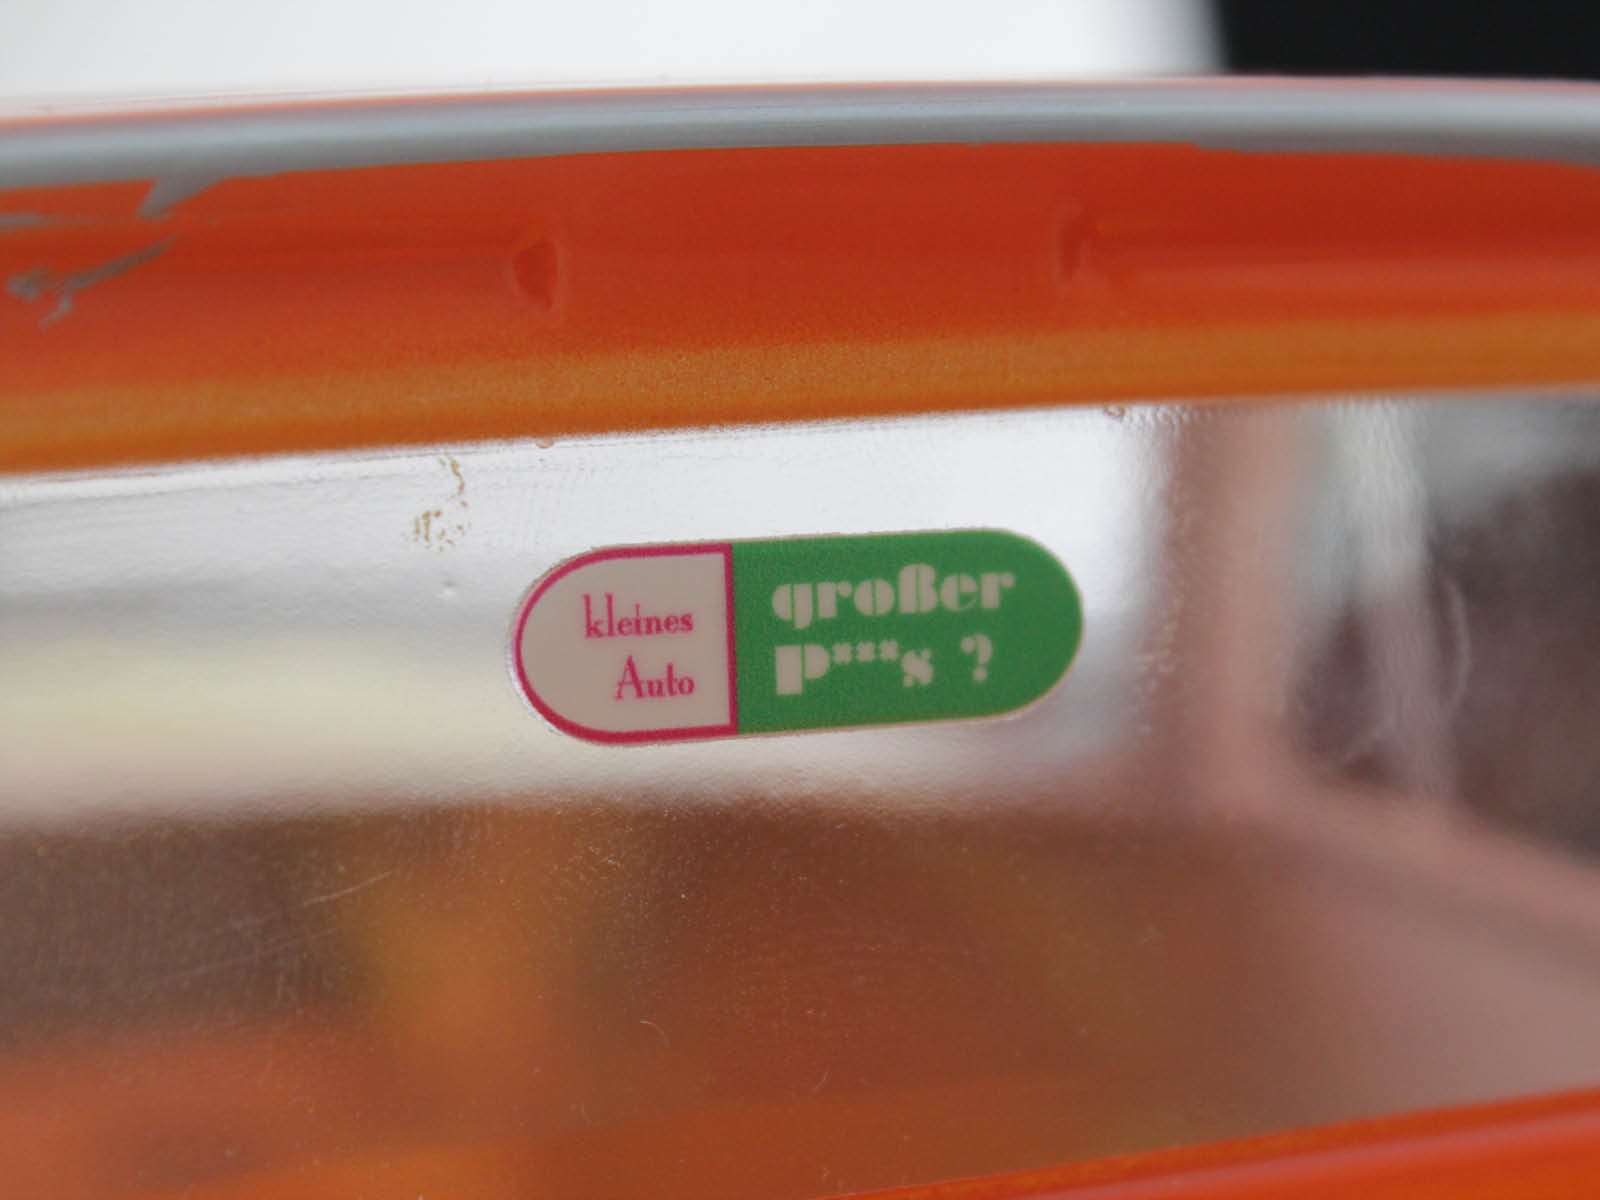 kleines
Auto
großer
P***s ?